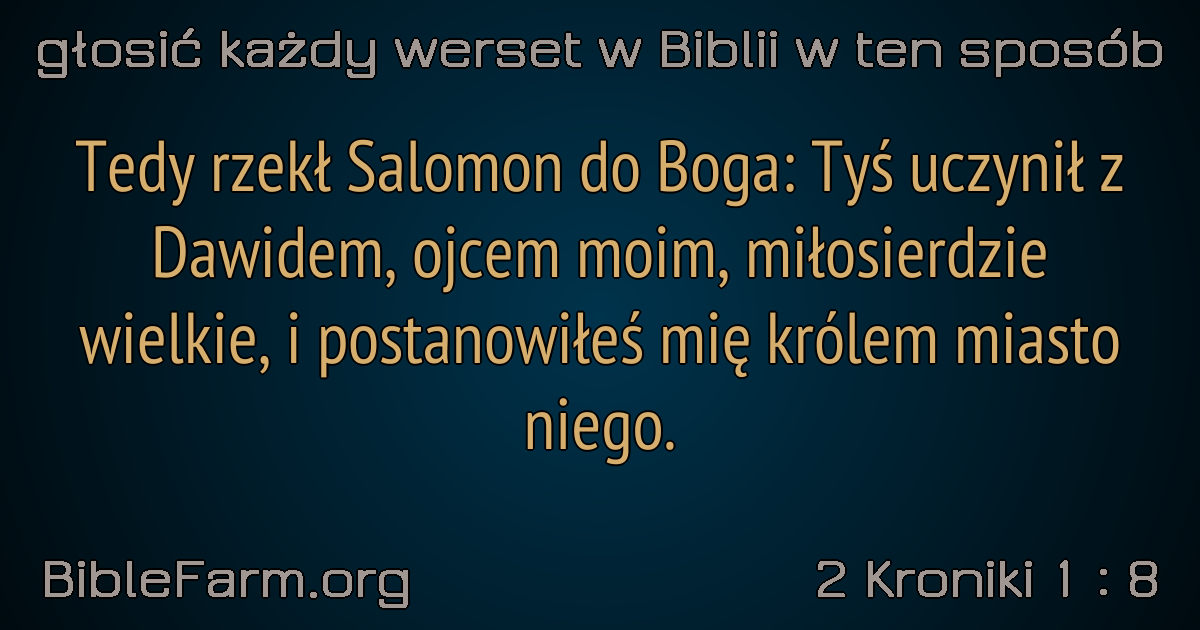 głosić każdy werset w Biblii w ten sposób
Tedy rzekł Salomon do Boga: Tyś uczynił z
Dawidem, ojcem moim, miłosierdzie
wielkie, i postanowiłeś mię królem miasto
niego.
BibleFarm.org
2 Kroniki 1 : 8